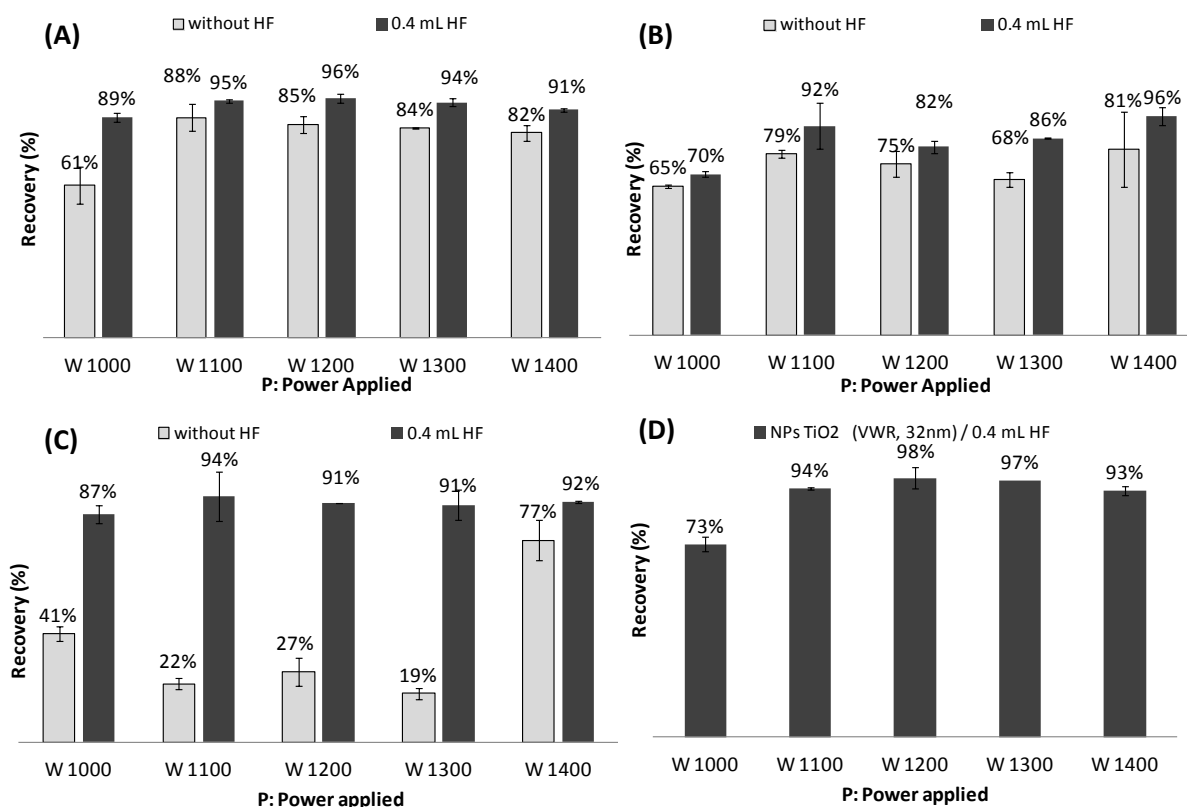 (A)
without HF
0.4 mL HF
Recovery (%)
61%
89%
88%
95%
85%
96%
84%
94%
82%
91%
W 1000
W 1100
W 1200
W 1300
W 1400
P: Power Applied
(B)
without HF
0.4 mL HF
Recovery (%)
65%
70%
79%
92%
75%
82%
68%
86%
81%
96%
W 1000
W 1100
W 1200
W 1300
W 1400
P: Power Applied
(C)
without HF
0.4 mL HF
Recovery (%)
41%
87%
22%
94%
27%
91%
19%
91%
77%
92%
W 1000
W 1100
W 1200
W 1300
W 1400
P: Power applied
(D)
NPs TiO2 (VWR, 32nm) / 0.4 mL HF
Recovery (%)
73%
94%
98%
97%
93%
W 1000
W 1100
W 1200
W 1300
W 1400
P: Power applied